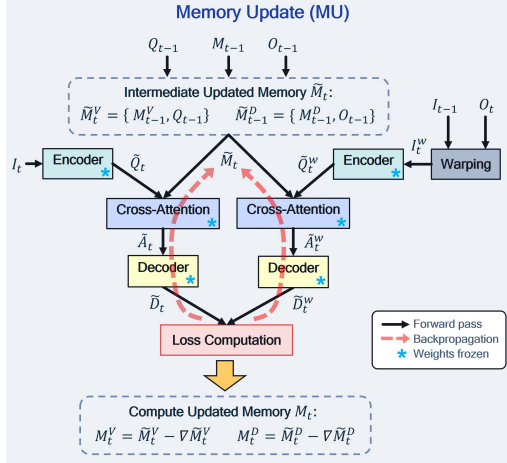 Memory Update (MU)
Q_{t-1} M_{t-1} O_{t-1}
Intermediate Updated Memory M̃_t:
M̃_t^V = { M_{t-1}^V, Q_{t-1}} M̃_{t-1}^D = { M_{t-1}^D, O_{t-1}}
I_{t-1} O_t
I_t Encoder Q̃_t M̃_t Q̃_t^w Encoder I_t^w Warping
Cross-Attention Cross-Attention
Ã_t Ã_t^w
Decoder Decoder
D̃_t D̃_t^w
Loss Computation
Forward pass
Backpropagation
Weights frozen
Compute Updated Memory M_t:
M_t^V = M̃_t^V − ∇M̃_t^V M_t^D = M̃_t^D − ∇M̃_t^D